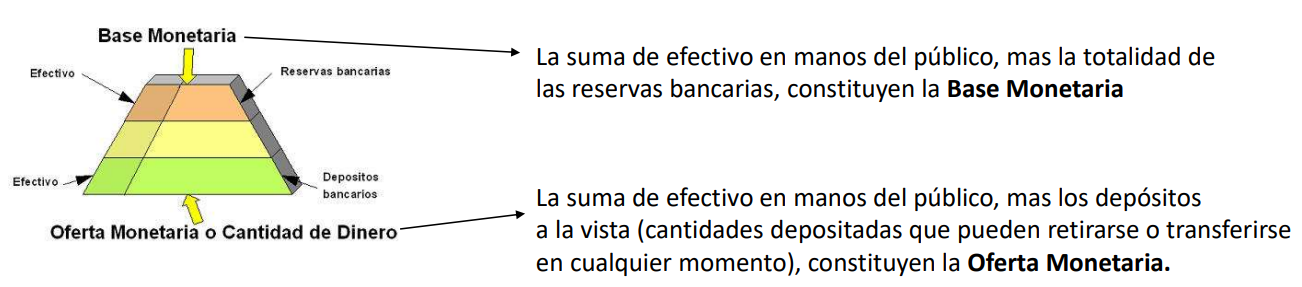 Base Monetaria
Efectivo
Reservas bancarias
Efectivo
Depositos
bancarios
Oferta Monetaria o Cantidad de Dinero
La suma de efectivo en manos del público, mas la totalidad de
las reservas bancarias, constituyen la Base Monetaria
La suma de efectivo en manos del público, mas los depósitos
a la vista (cantidades depositadas que pueden retirarse o transferirse
en cualquier momento), constituyen la Oferta Monetaria.